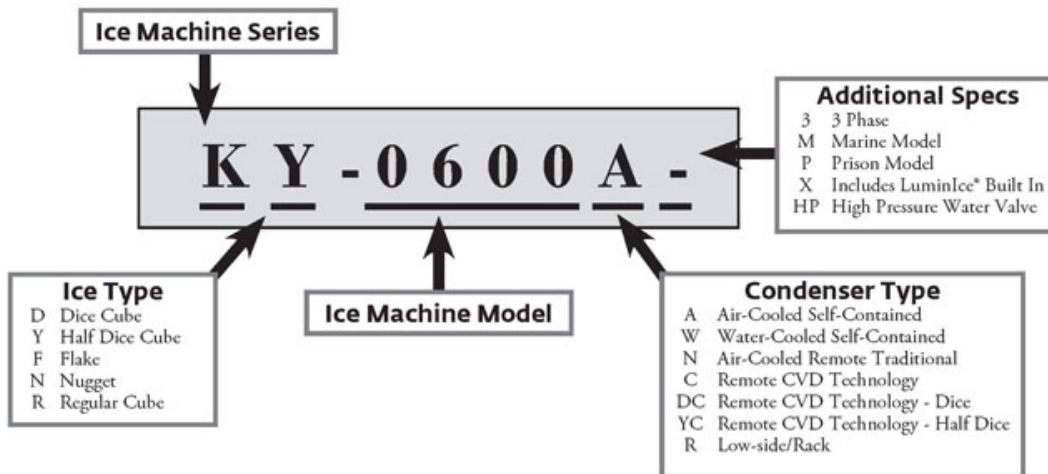 Ice Machine Series
K Y - 0 6 0 0 A -
Additional Specs
3 3 Phase
M Marine Model
P Prison Model
X Includes LuminIce® Built In
HP High Pressure Water Valve
Ice Type
D Dice Cube
Y Half Dice Cube
F Flake
N Nugget
R Regular Cube
Ice Machine Model
Condenser Type
A Air-Cooled Self-Contained
W Water-Cooled Self-Contained
N Air-Cooled Remote Traditional
C Remote CVD Technology
DC Remote CVD Technology - Dice
YC Remote CVD Technology - Half Dice
R Low-side/Rack